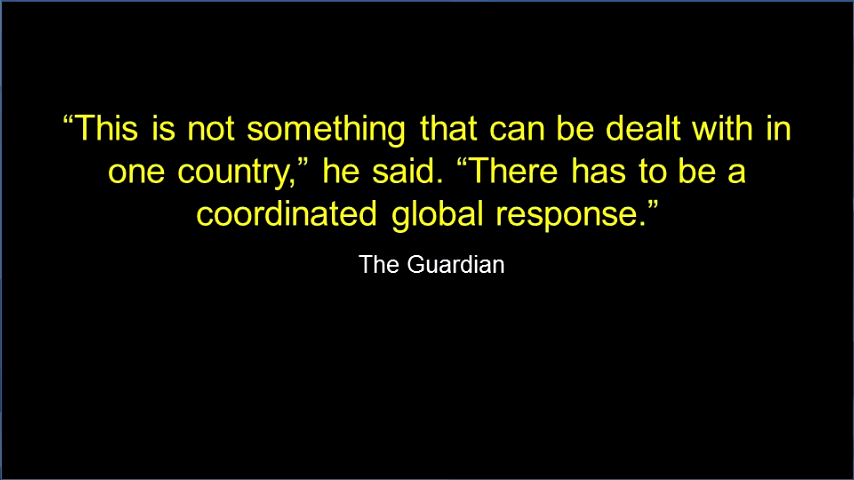 “This is not something that can be dealt with in
one country,” he said. “There has to be a
coordinated global response.”
The Guardian